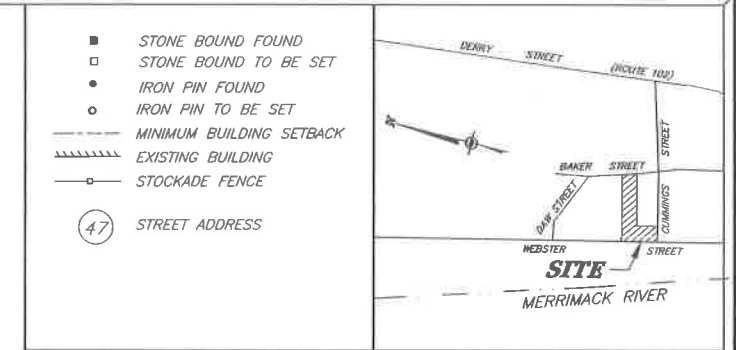 STONE BOUND FOUND
STONE BOUND TO BE SET
IRON PIN FOUND
IRON PIN TO BE SET
MINIMUM BUILDING SETBACK
EXISTING BUILDING
STOCKADE FENCE
47 STREET ADDRESS
DERRY STREET (ROUTE 102)
N
STREET
BAKER STREET
DAW STREET
CUMMINGS
WEBSTER STREET
SITE
MERRIMACK RIVER